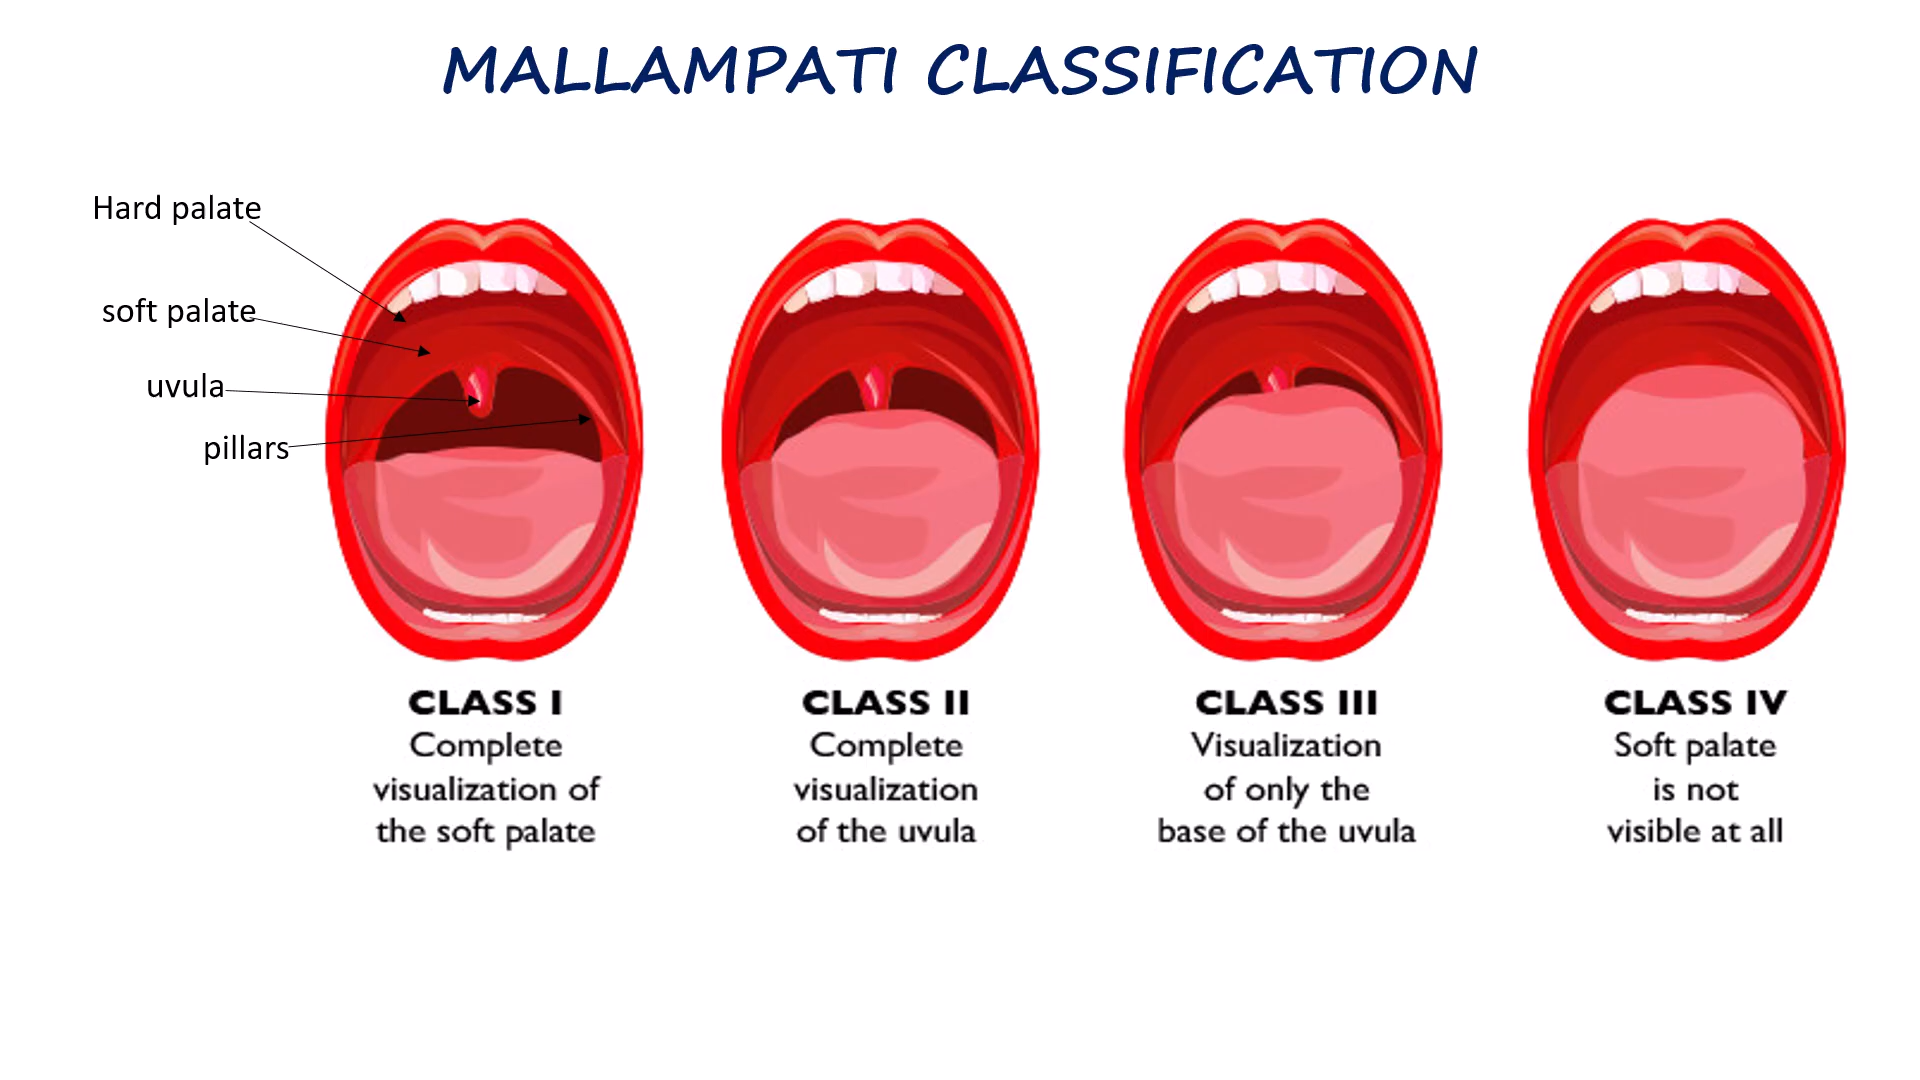 MALLAMPATI CLASSIFICATION
Hard palate
soft palate
uvula
pillars
CLASS I
Complete
visualization of
the soft palate
CLASS II
Complete
visualization
of the uvula
CLASS III
Visualization
of only the
base of the uvula
CLASS IV
Soft palate
is not
visible at all